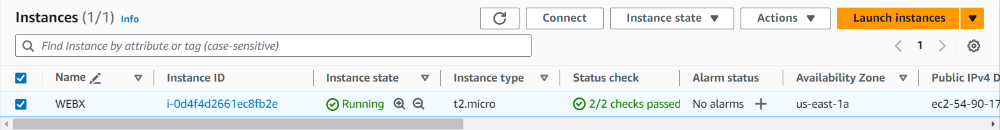 Instances (1/1) Info Connect Instance state Actions Launch instances
Find Instance by attribute or tag (case-sensitive) 1
Name Instance ID Instance state Instance type Status check Alarm status Availability Zone Public IPv4 D
WEBX i-0d4f4d2661ec8fb2e Running t2.micro 2/2 checks passed No alarms us-east-1a ec2-54-90-17